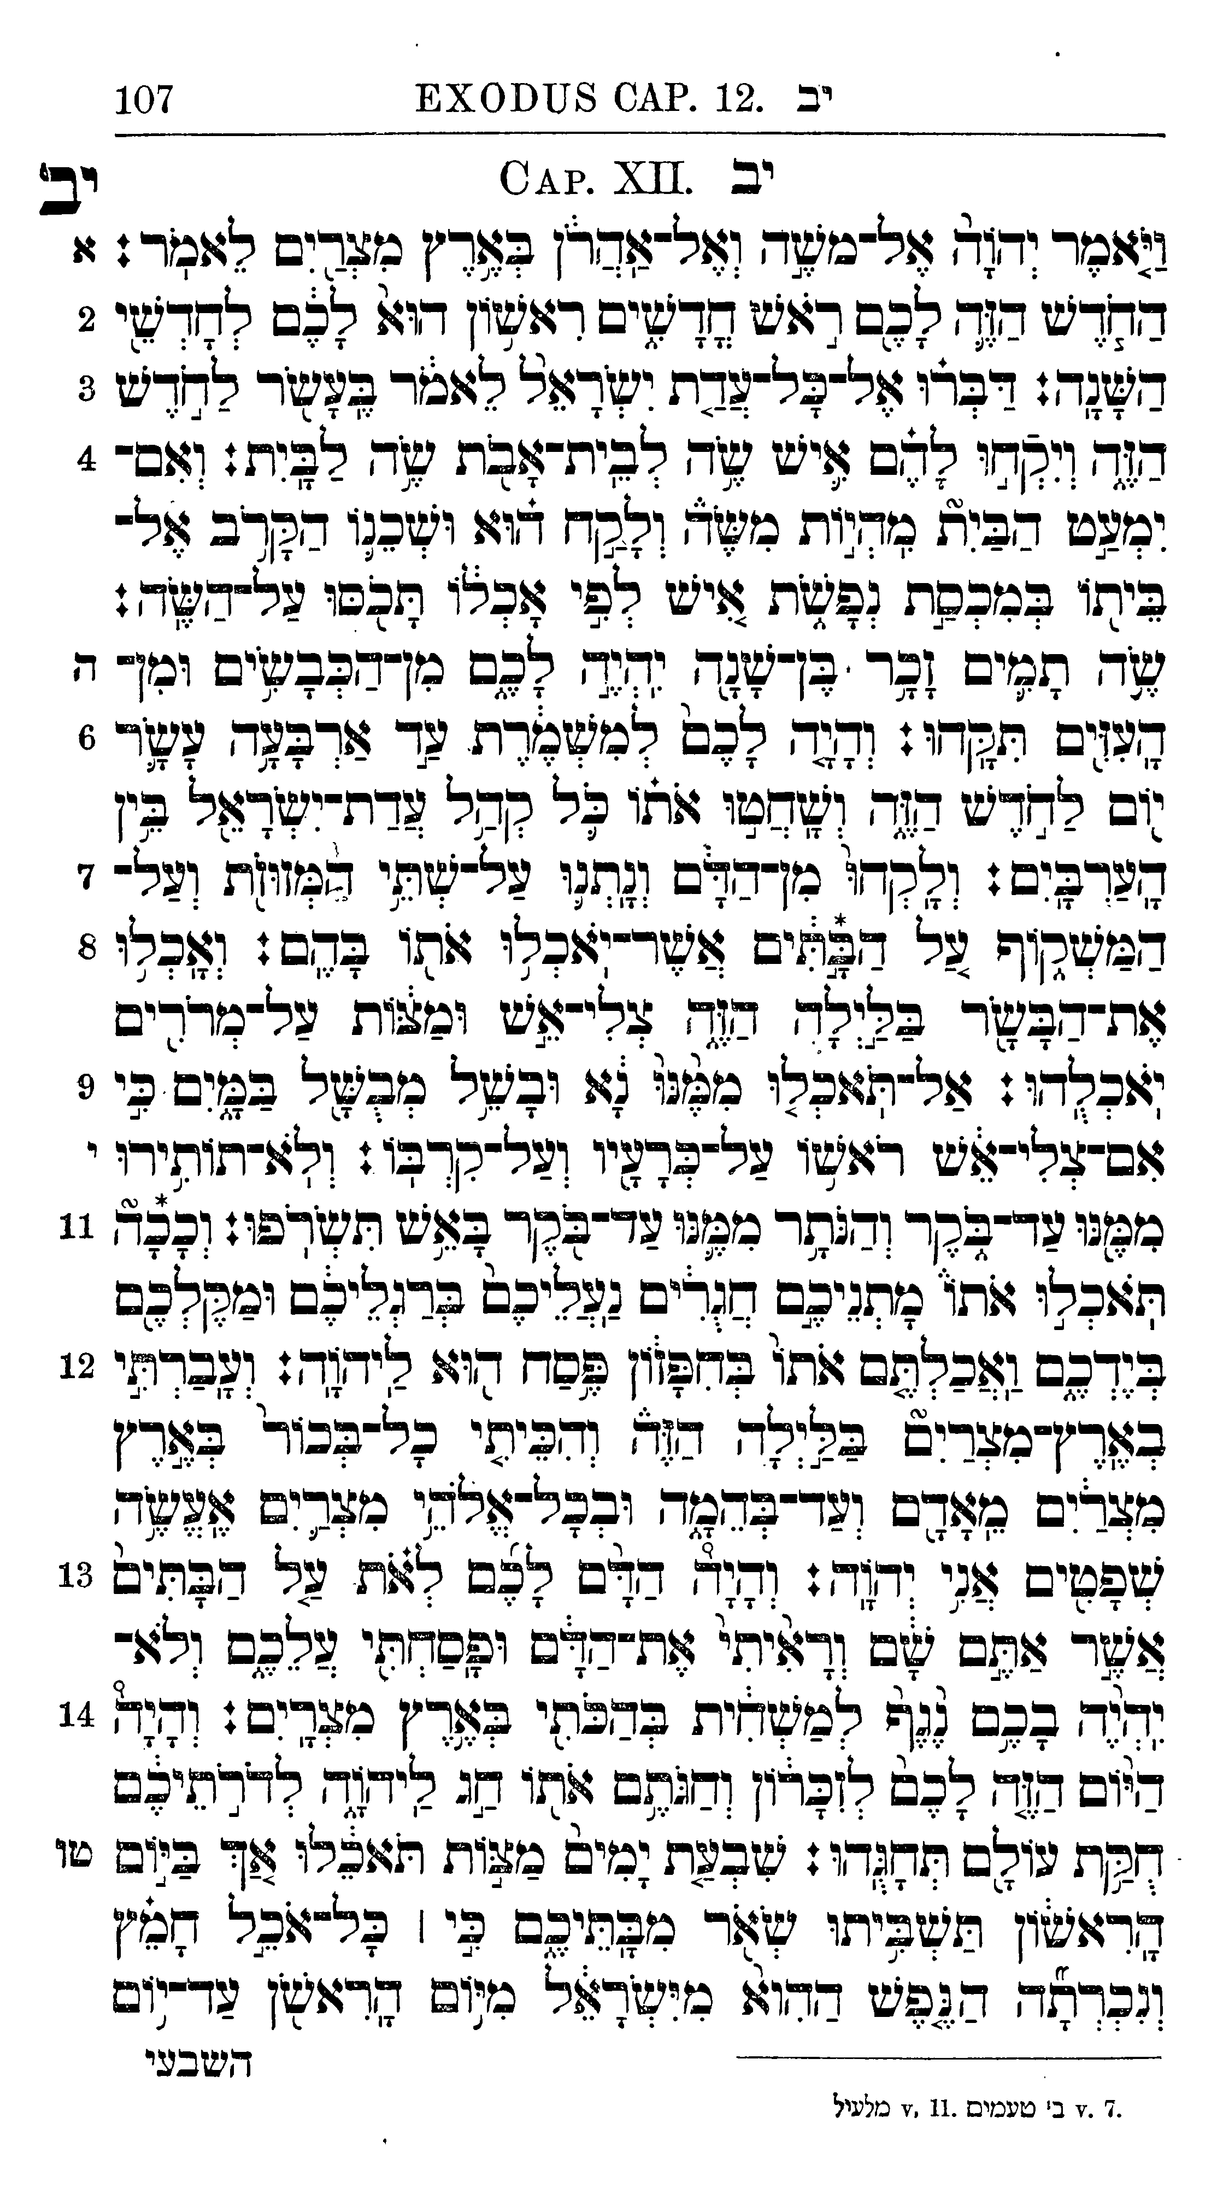 107 EXODUS CAP. 12. יב
CAP. XII. יב
יב
א וַיֹּ֤אמֶר יְהוָֹה֙ אֶל־מֹשֶׁ֣ה וְאֶֽל־אַהֲרֹ֔ן בְּאֶ֥רֶץ מִצְרַ֖יִם לֵאמֹֽר׃
2 הַחֹ֧דֶשׁ הַזֶּ֛ה לָכֶ֖ם רֹ֣אשׁ חֳדָשִׁ֑ים רִאשׁ֥וֹן הוּא֙ לָכֶ֔ם לְחָדְשֵׁ֖י
3 הַשָּׁנָֽה׃ דַּבְּר֗וּ אֶֽל־כָּל־עֲדַ֤ת יִשְׂרָאֵל֙ לֵאמֹ֔ר בֶּֽעָשֹׂ֖ר לַחֹ֣דֶשׁ
4 הַזֶּ֑ה וְיִקְח֣וּ לָהֶ֗ם אִ֛ישׁ שֶׂ֥ה לְבֵֽית־אָבֹ֖ת שֶׂ֥ה לַבָּֽיִת׃ וְאִם־
יִמְעַ֣ט הַבַּיִת֮ מִֽהְי֣וֹת מִשֶּׂה֒ וְלָקַ֣ח ה֗וּא וּשְׁכֵנ֛וֹ הַקָּרֹ֥ב אֶל־
בֵּית֖וֹ בְּמִכְסַ֣ת נְפָשֹׁ֑ת אִ֚ישׁ לְפִ֣י אָכְל֔וֹ תָּכֹ֖סּוּ עַל־הַשֶּֽׂה׃
ה שֶׂ֥ה תָמִ֛ים זָכָ֥ר בֶּן־שָׁנָ֖ה יִֽהְיֶ֣ה לָכֶ֑ם מִן־הַכְּבָשִׂ֥ים וּמִן־
6 הָֽעִזִּ֖ים תִּקָּֽחוּ׃ וְהָיָ֤ה לָכֶם֙ לְמִשְׁמֶ֔רֶת עַ֣ד אַרְבָּעָ֥ה עָשָׂ֛ר
י֖וֹם לַחֹ֣דֶשׁ הַזֶּ֑ה וְשָׁחֲט֣וּ אֹת֗וֹ כֹּ֛ל קְהַ֥ל עֲדַת־יִשְׂרָאֵ֖ל בֵּ֥ין
7 הָֽעַרְבָּֽיִם׃ וְלָֽקְחוּ֙ מִן־הַדָּ֔ם וְנָֽתְנ֛וּ עַל־שְׁתֵּ֥י הַמְּזוּזֹ֖ת וְעַל־
8 הַמַּשְׁק֑וֹף עַ֚ל הַבָּ֣תִּ֔ים* אֲשֶׁר־יֹֽאכְל֥וּ אֹת֖וֹ בָּהֶֽם׃ וְאָֽכְל֥וּ
אֶת־הַבָּשָׂ֖ר בַּלַּ֣יְלָה הַזֶּ֑ה צְלִי־אֵ֣שׁ וּמַצּ֔וֹת עַל־מְרֹרִ֖ים
9 יֹֽאכְלֻֽהוּ׃ אַל־תֹּֽאכְל֤וּ מִמֶּ֙נּוּ֙ נָ֔א וּבָשֵׁ֥ל מְבֻשָּׁ֖ל בַּמָּ֑יִם כִּ֣י
י אִם־צְלִי־אֵ֔שׁ רֹאשׁ֥וֹ עַל־כְּרָעָ֖יו וְעַל־קִרְבּֽוֹ׃ וְלֹֽא־תוֹתִ֥ירוּ
11 מִמֶּ֖נּוּ עַד־בֹּ֑קֶר וְהַנֹּתָ֥ר מִמֶּ֛נּוּ עַד־בֹּ֖קֶר בָּאֵ֥שׁ תִּשְׂרֹֽפוּ׃ וְכָכָה֮*
תֹּֽאכְל֣וּ אֹתוֹ֒ מָתְנֵיכֶ֣ם חֲגֻרִ֔ים נַֽעֲלֵיכֶם֙ בְּרַגְלֵיכֶ֔ם וּמַקֶּלְכֶ֖ם
12 בְּיֶדְכֶ֑ם וַֽאֲכַלְתֶּ֤ם אֹתוֹ֙ בְּחִפָּז֔וֹן פֶּ֥סַח ה֖וּא לַֽיהוָֹֽה׃ וְעָֽבַרְתִּ֣י
בְאֶֽרֶץ־מִצְרַיִם֮ בַּלַּ֣יְלָה הַזֶּה֒ וְהִכֵּיתִ֤י כָל־בְּכוֹר֙ בְּאֶ֣רֶץ
מִצְרַ֔יִם מֵֽאָדָ֖ם וְעַד־בְּהֵמָ֑ה וּבְכָל־אֱלֹהֵ֥י מִצְרַ֛יִם אֶֽעֱשֶׂ֥ה
13 שְׁפָטִ֖ים אֲנִ֥י יְהוָֹֽה׃ וְהָיָה֩ הַדָּ֨ם לָכֶ֜ם לְאֹ֗ת עַ֤ל הַבָּתִּים֙
אֲשֶׁ֣ר אַתֶּ֣ם שָׁ֔ם וְרָאִ֙יתִי֙ אֶת־הַדָּ֔ם וּפָֽסַחְתִּ֖י עֲלֵכֶ֑ם וְלֹֽא־
14 יִֽהְיֶ֨ה בָכֶ֥ם נֶ֙גֶף֙ לְמַשְׁחִ֔ית בְּהַכֹּתִ֖י בְּאֶ֥רֶץ מִצְרָֽיִם׃ וְהָיָה֩
הַיּ֨וֹם הַזֶּ֤ה לָכֶם֙ לְזִכָּר֔וֹן וְחַגֹּתֶ֥ם אֹת֖וֹ חַ֣ג לַֽיהוָֹ֑ה לְדֹרֹ֣תֵיכֶ֔ם
טו חֻקַּ֥ת עוֹלָ֖ם תְּחָגֻּֽהוּ׃ שִׁבְעַ֤ת יָמִים֙ מַצּ֣וֹת תֹּאכֵ֔לוּ אַ֚ךְ בַּיּ֣וֹם
הָֽרִאשׁ֔וֹן תַּשְׁבִּ֥יתוּ שְּׂאֹ֖ר מִבָּֽתֵּיכֶ֑ם כִּ֣י ׀ כָּל־אֹכֵ֣ל חָמֵ֗ץ
וְנִכְרְתָ֞ה הַנֶּ֤פֶשׁ הַהִוא֙ מִיִּשְׂרָאֵ֔ל מִיּ֥וֹם הָֽרִאשֹׁ֖ן עַד־י֥וֹם
השבעי
v. 7. ב' טעמים v. 11. מלעיל